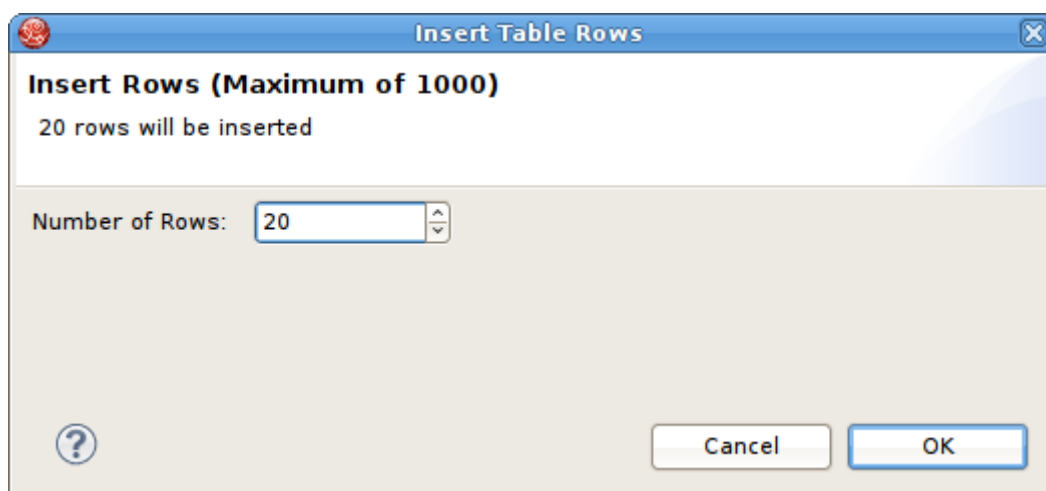 Insert Table Rows
Insert Rows (Maximum of 1000)
20 rows will be inserted
Number of Rows: 20
?
Cancel OK